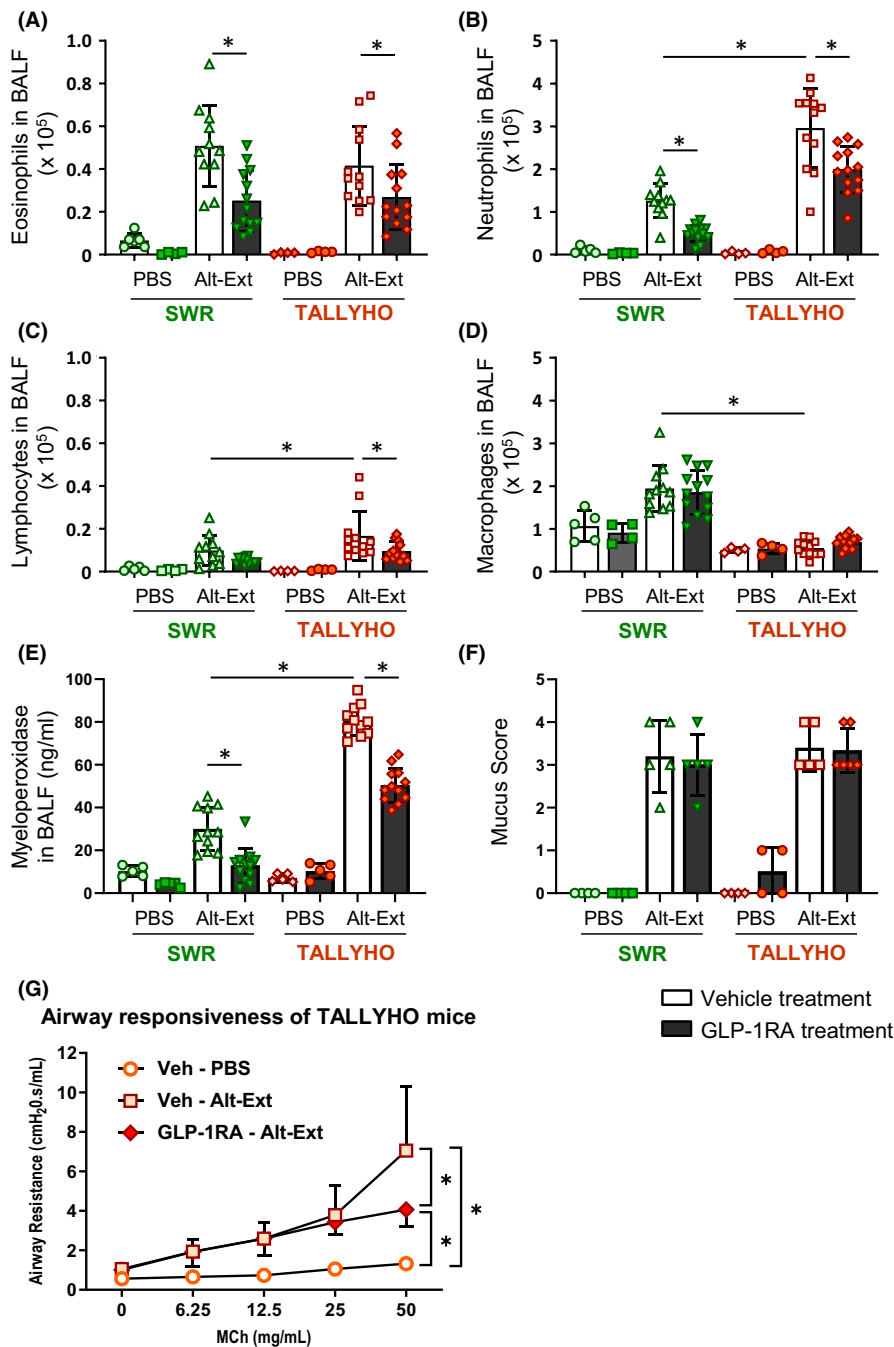 (A)
Eosinophils in BALF
(x 10⁵)
1.0
0.8
0.6
0.4
0.2
0
*
*
PBS Alt-Ext PBS Alt-Ext
SWR TALLYHO
(B)
Neutrophils in BALF
(x 10⁵)
5
4
3
2
1
0
*
*
*
PBS Alt-Ext PBS Alt-Ext
SWR TALLYHO
(C)
Lymphocytes in BALF
(x 10⁵)
1.0
0.8
0.6
0.4
0.2
0
*
*
PBS Alt-Ext PBS Alt-Ext
SWR TALLYHO
(D)
Macrophages in BALF
(x 10⁵)
5
4
3
2
1
0
*
PBS Alt-Ext PBS Alt-Ext
SWR TALLYHO
(E)
Myeloperoxidase
in BALF (ng/ml)
100
80
60
40
20
0
*
*
*
PBS Alt-Ext PBS Alt-Ext
SWR TALLYHO
(F)
Mucus Score
5
4
3
2
1
0
PBS Alt-Ext PBS Alt-Ext
SWR TALLYHO
(G)
Airway responsiveness of TALLYHO mice
Airway Resistance (cmH₂0.s/mL)
12
10
8
6
4
2
0
Veh - PBS
Veh - Alt-Ext
GLP-1RA - Alt-Ext
*
*
*
0 6.25 12.5 25 50
MCh (mg/mL)
Vehicle treatment
GLP-1RA treatment